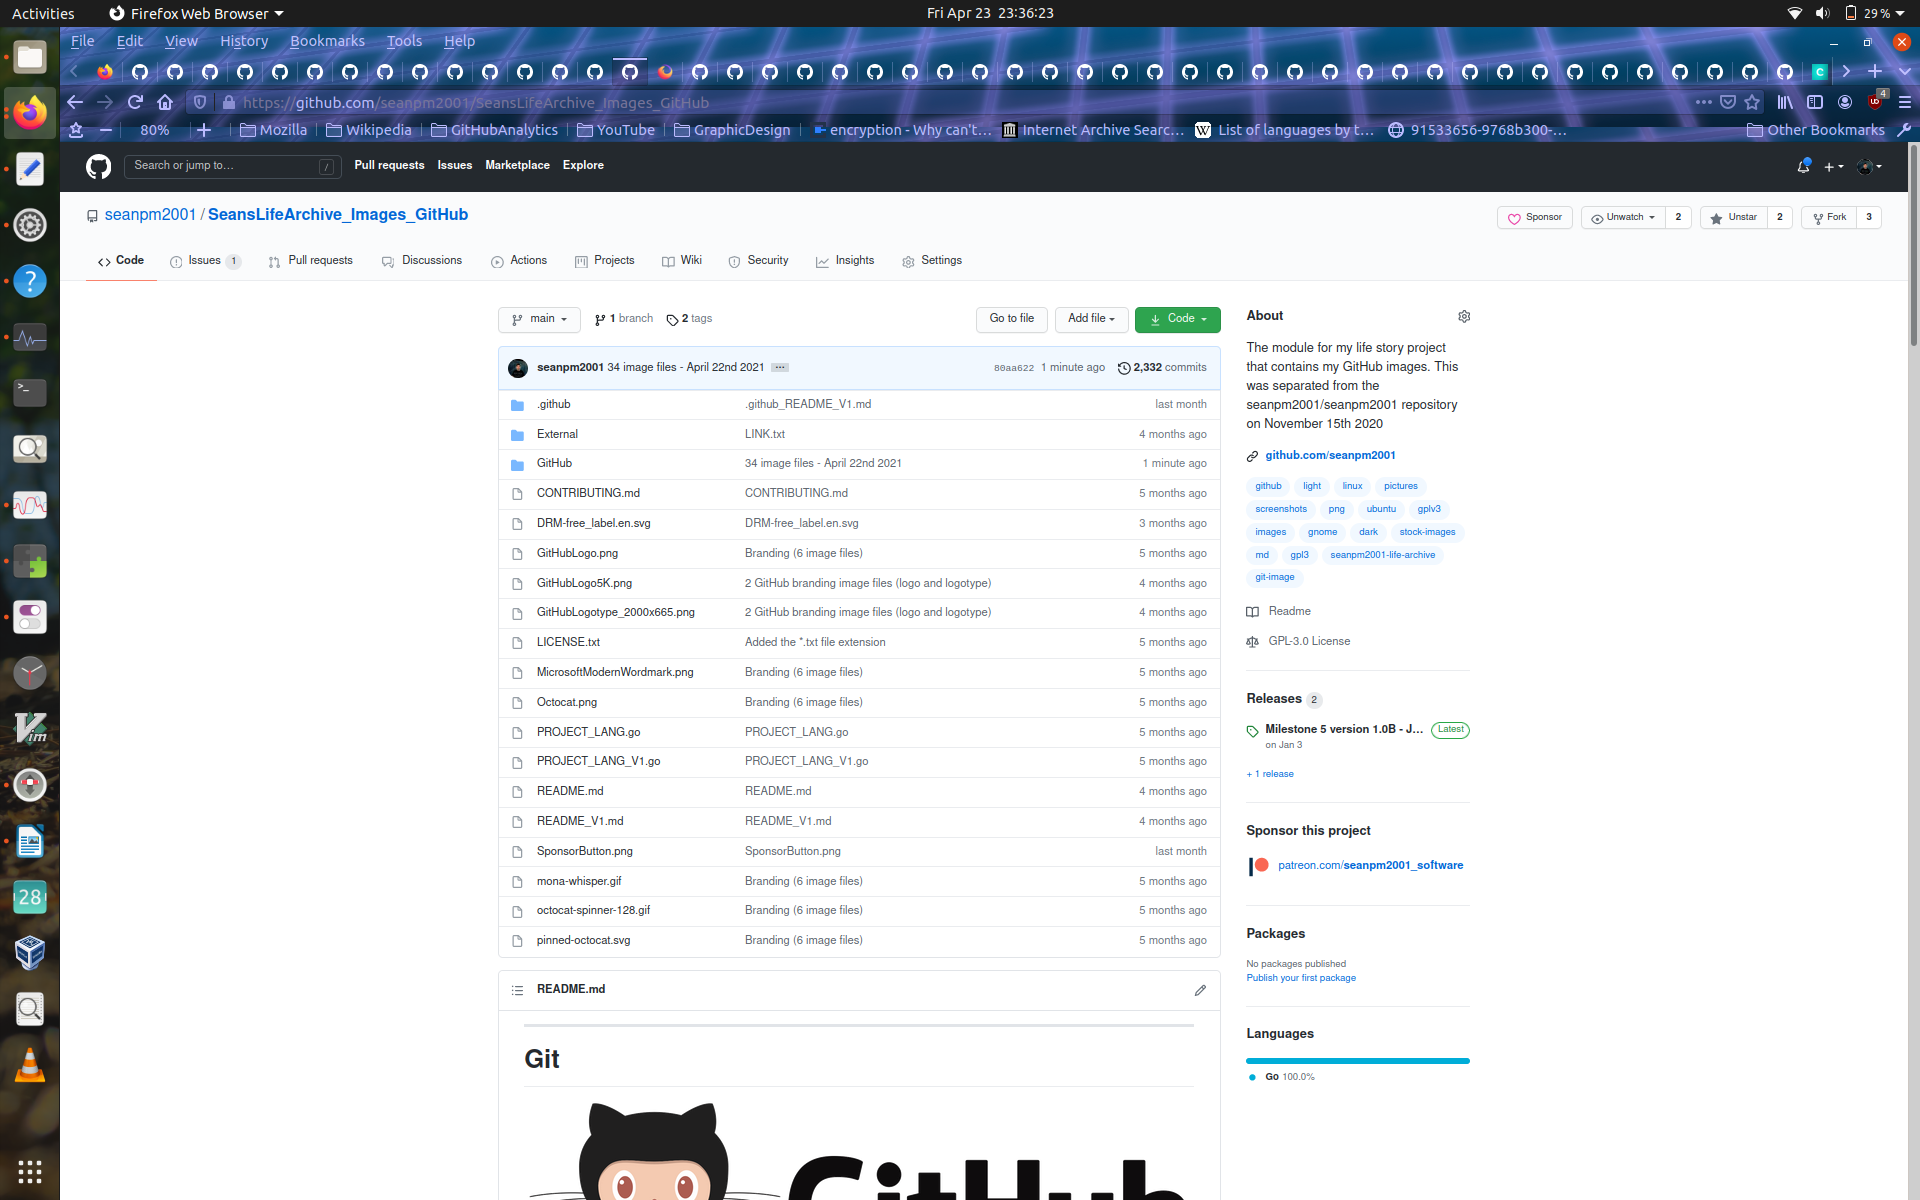 Activities Firefox Web Browser Fri Apr 23 23:36:23 29 %
File Edit View History Bookmarks Tools Help
https://github.com/seanpm2001/SeansLifeArchive_Images_GitHub 4
80% Mozilla Wikipedia GitHubAnalytics YouTube GraphicDesign encryption - Why can't… Internet Archive Searc… List of languages by t… 91533656-9768b300-… Other Bookmarks
Search or jump to… / Pull requests Issues Marketplace Explore
seanpm2001 / SeansLifeArchive_Images_GitHub Sponsor Unwatch 2 Unstar 2 Fork 3
Code Issues 1 Pull requests Discussions Actions Projects Wiki Security Insights Settings
main 1 branch 2 tags Go to file Add file Code
seanpm2001 34 image files - April 22nd 2021 … 80aa622 1 minute ago 2,332 commits
.github .github_README_V1.md last month
External LINK.txt 4 months ago
GitHub 34 image files - April 22nd 2021 1 minute ago
CONTRIBUTING.md CONTRIBUTING.md 5 months ago
DRM-free_label.en.svg DRM-free_label.en.svg 3 months ago
GitHubLogo.png Branding (6 image files) 5 months ago
GitHubLogo5K.png 2 GitHub branding image files (logo and logotype) 4 months ago
GitHubLogotype_2000x665.png 2 GitHub branding image files (logo and logotype) 4 months ago
LICENSE.txt Added the *.txt file extension 5 months ago
MicrosoftModernWordmark.png Branding (6 image files) 5 months ago
Octocat.png Branding (6 image files) 5 months ago
PROJECT_LANG.go PROJECT_LANG.go 5 months ago
PROJECT_LANG_V1.go PROJECT_LANG_V1.go 5 months ago
README.md README.md 4 months ago
README_V1.md README_V1.md 4 months ago
SponsorButton.png SponsorButton.png last month
mona-whisper.gif Branding (6 image files) 5 months ago
octocat-spinner-128.gif Branding (6 image files) 5 months ago
pinned-octocat.svg Branding (6 image files) 5 months ago
README.md
Git
GitHub
About
The module for my life story project
that contains my GitHub images. This
was separated from the
seanpm2001/seanpm2001 repository
on November 15th 2020
github.com/seanpm2001
github light linux pictures
screenshots png ubuntu gplv3
images gnome dark stock-images
md gpl3 seanpm2001-life-archive
git-image
Readme
GPL-3.0 License
Releases 2
Milestone 5 version 1.0B - J… Latest
on Jan 3
+ 1 release
Sponsor this project
patreon.com/seanpm2001_software
Packages
No packages published
Publish your first package
Languages
Go 100.0%
28
Vim